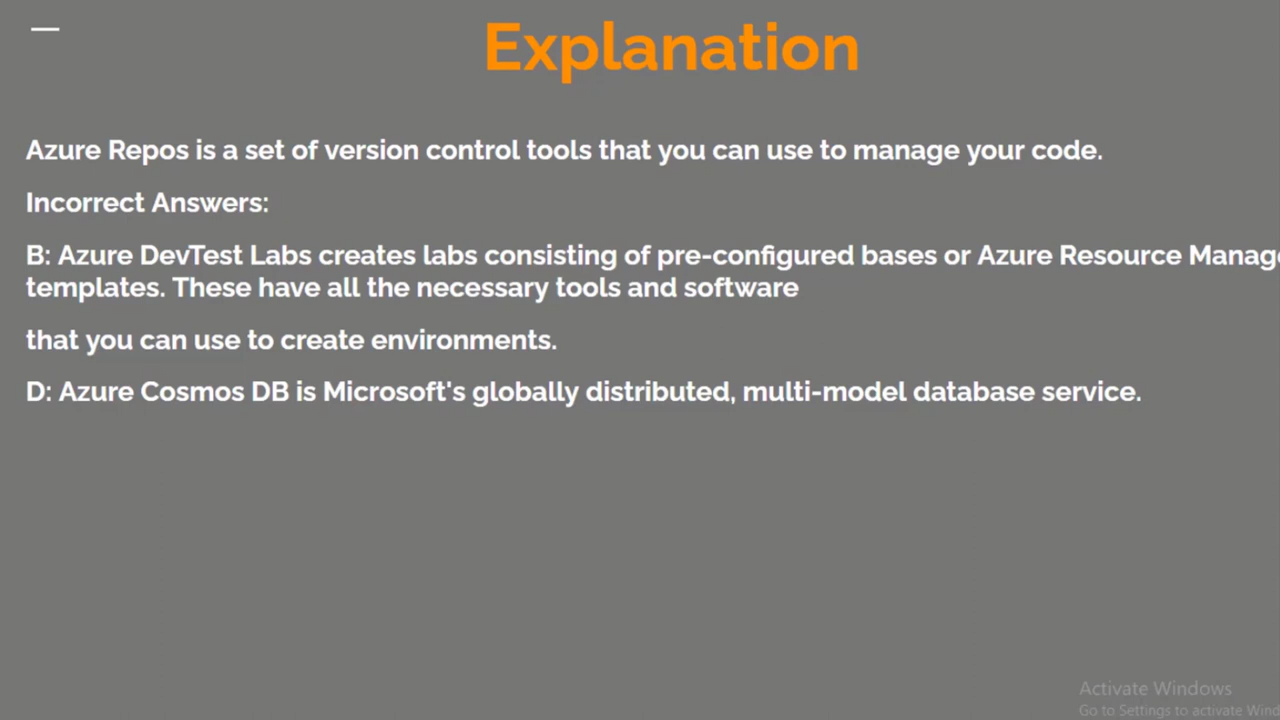 Explanation
Azure Repos is a set of version control tools that you can use to manage your code.
Incorrect Answers:
B: Azure DevTest Labs creates labs consisting of pre-configured bases or Azure Resource Manag
templates. These have all the necessary tools and software
that you can use to create environments.
D: Azure Cosmos DB is Microsoft's globally distributed, multi-model database service.
Activate Windows
Go to Settings to activate Wind